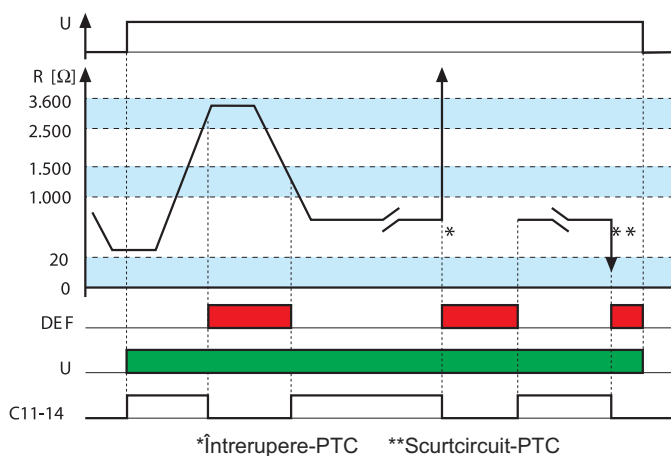 U
R [Ω]
3.600
2.500
1.500
1.000
*
**
20
0
DEF
U
C11-14
*Întrerupere-PTC **Scurtcircuit-PTC